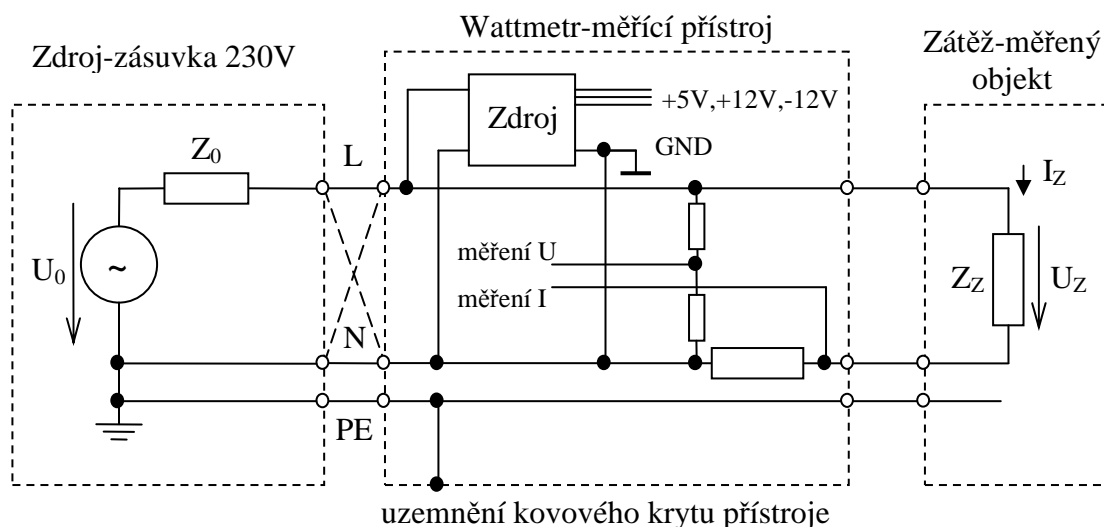 Wattmetr-měřící přístroj
Zdroj-zásuvka 230V
Zátěž-měřený
objekt
Zdroj
+5V,+12V,-12V
GND
Z0
L
IZ
měření U
měření I
U0
~
ZZ
UZ
N
PE
uzemnění kovového krytu přístroje